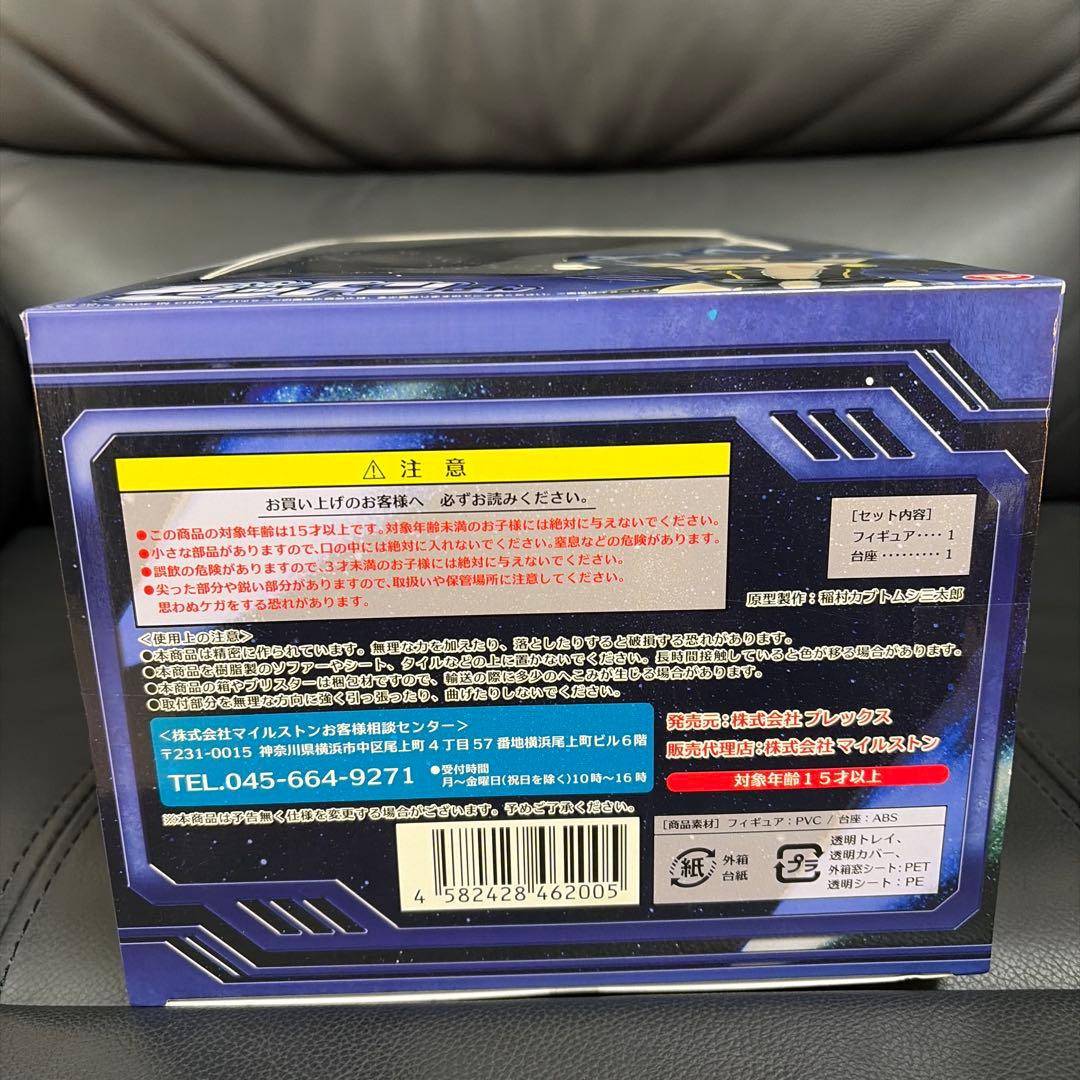 ⚠ 注 意
お買い上げのお客様へ 必ずお読みください。
●この商品の対象年齢は15才以上です。対象年齢未満のお子様には絶対に与えないでください。
●小さな部品がありますので、口の中には絶対に入れないでください。窒息などの危険があります。
●誤飲の危険がありますので、3才未満のお子様には絶対に与えないでください。
●尖った部分や鋭い部分がありますので、取扱いや保管場所に注意してください。
思わぬケガをする恐れがあります。
［セット内容］
フィギュア････1
台座･･････････1
原型製作：稲村カブトムシ三太郎
＜使用上の注意＞
●本商品は精密に作られています。無理な力を加えたり、落としたりすると破損する恐れがあります。
●本商品を樹脂製のソファーやシート、タイルなどの上に置かないでください。長時間接触していると色が移る場合があります。
●本商品の箱やブリスターは梱包材ですので、輸送の際に多少のへこみが生じる場合があります。
●取付部分を無理な方向に強く引っ張ったり、曲げたりしないでください。
＜株式会社マイルストンお客様相談センター＞
〒231-0015 神奈川県横浜市中区尾上町4丁目57番地横浜尾上町ビル6階
TEL.045-664-9271 ●受付時間
月〜金曜日(祝日を除く)10時〜16時
※本商品は予告無く仕様を変更する場合がございます。予めご了承ください。
発売元：株式会社 ブレックス
販売代理店：株式会社 マイルストン
対象年齢15才以上
［商品素材］フィギュア：PVC / 台座：ABS
紙 外箱
台紙
プラ 透明トレイ、
透明カバー、
外箱窓シート：PET
透明シート：PE
4 582428 462005